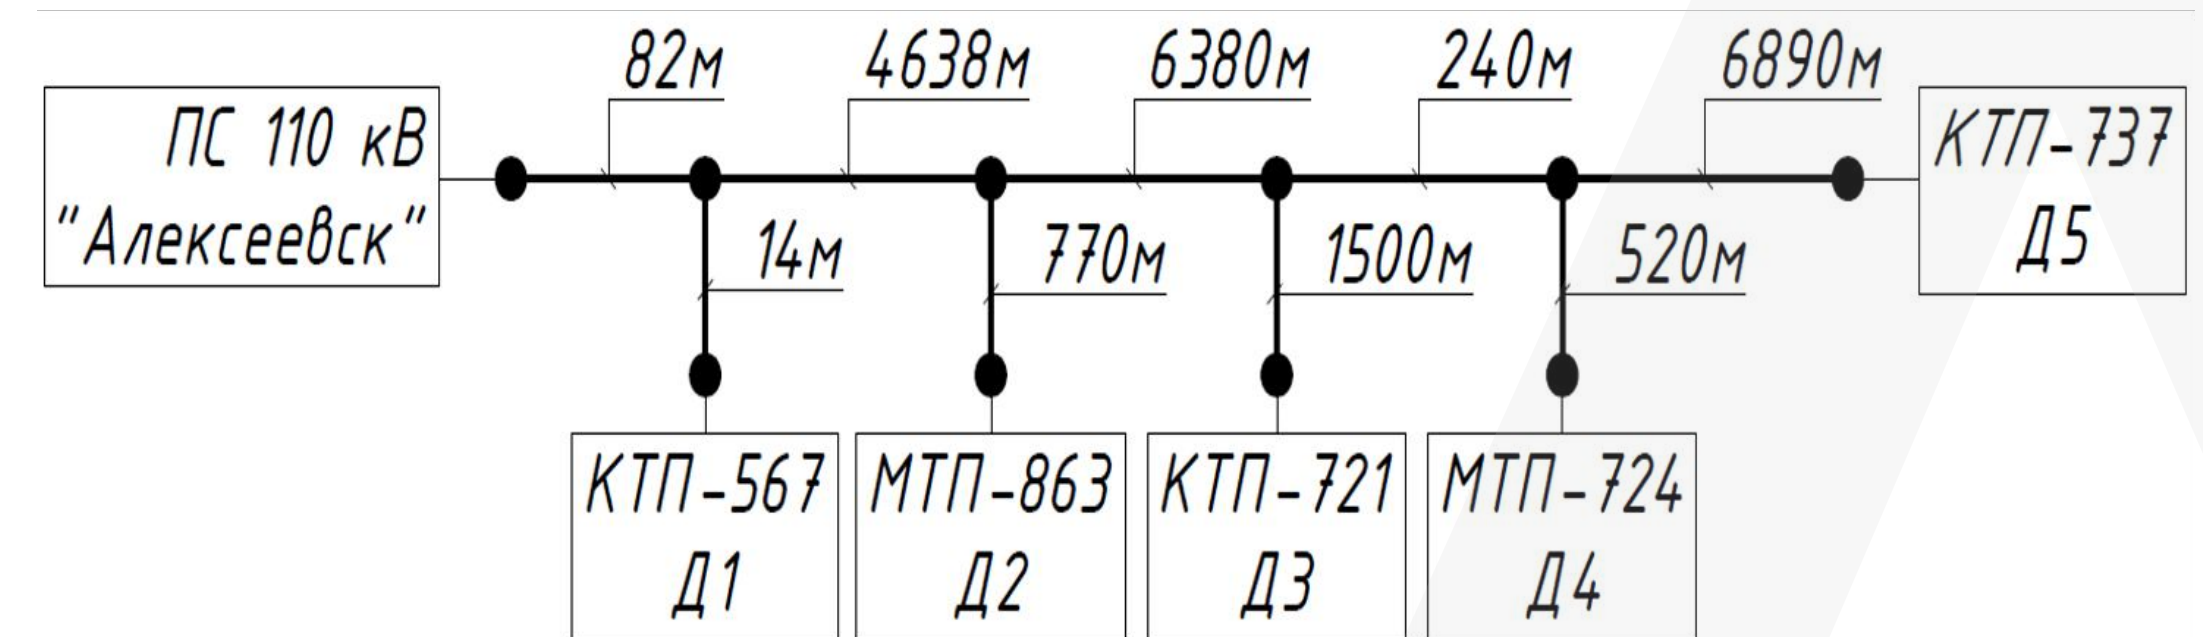 82м
4638м
6380м
240м
6890м
ПС 110 кВ
"Алексеевск"
КТП-737
Д5
14м
770м
1500м
520м
КТП-567
Д1
МТП-863
Д2
КТП-721
Д3
МТП-724
Д4